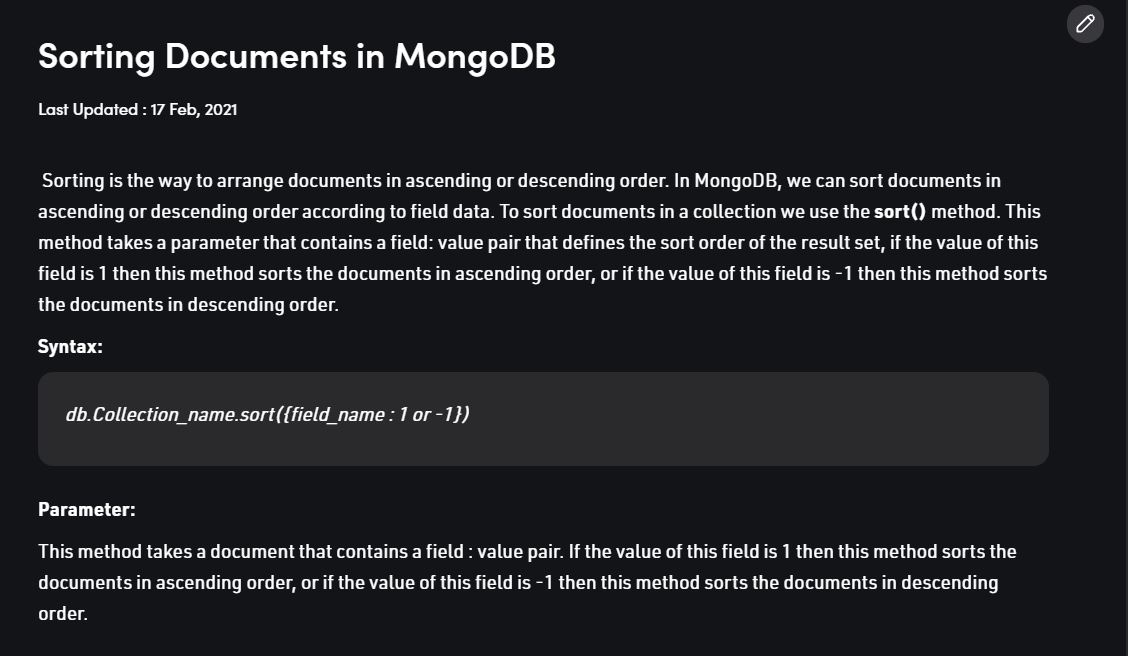 Sorting Documents in MongoDB
Last Updated : 17 Feb, 2021
Sorting is the way to arrange documents in ascending or descending order. In MongoDB, we can sort documents in
ascending or descending order according to field data. To sort documents in a collection we use the sort() method. This
method takes a parameter that contains a field: value pair that defines the sort order of the result set, if the value of this
field is 1 then this method sorts the documents in ascending order, or if the value of this field is -1 then this method sorts
the documents in descending order.
Syntax:
db.Collection_name.sort({field_name : 1 or -1})
Parameter:
This method takes a document that contains a field : value pair. If the value of this field is 1 then this method sorts the
documents in ascending order, or if the value of this field is -1 then this method sorts the documents in descending
order.